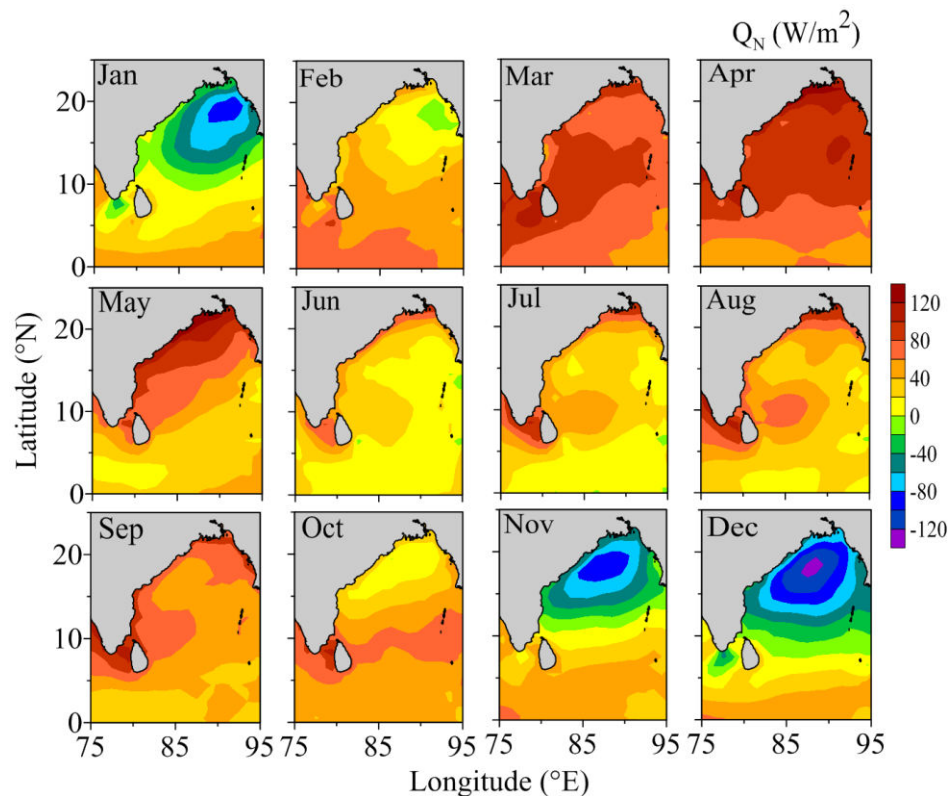 Q_N (W/m²)
Jan Feb Mar Apr
20
10
0
May Jun Jul Aug
20
10
0
Sep Oct Nov Dec
20
10
0
75 85 95 75 85 95 75 85 95 75 85 95
Latitude (°N)
Longitude (°E)
120
80
40
0
-40
-80
-120